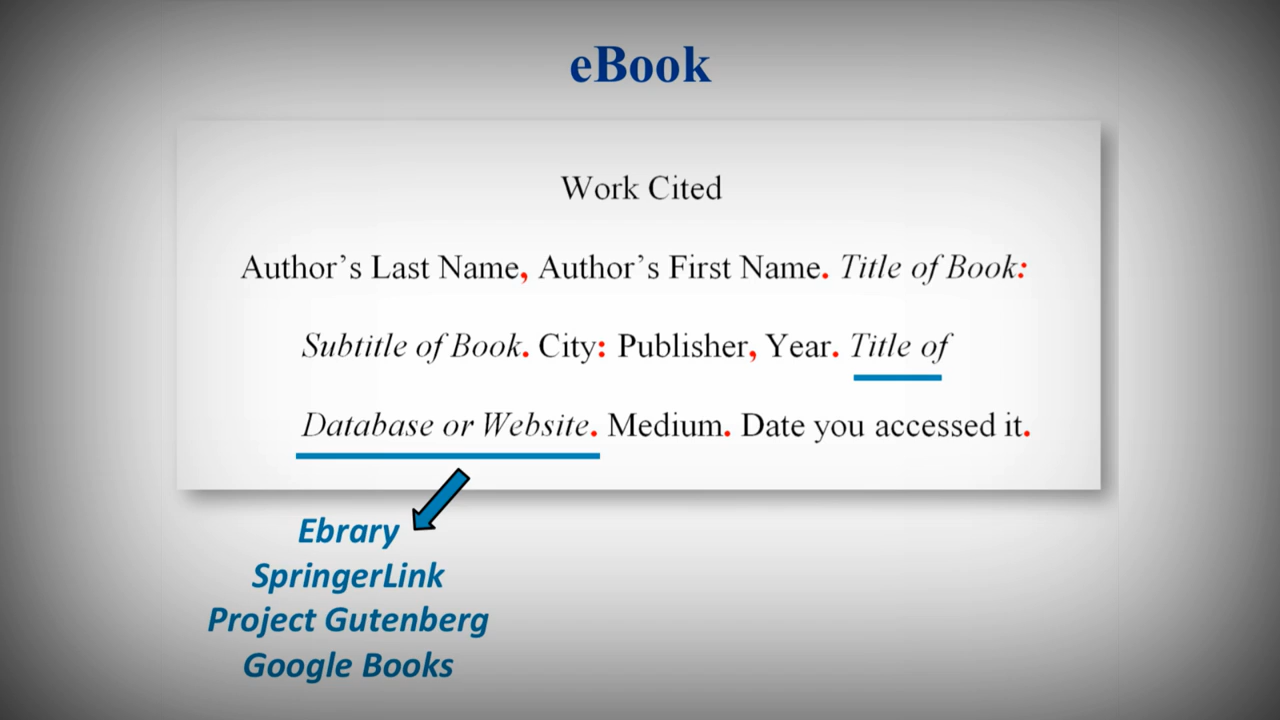 eBook
Work Cited
Author’s Last Name, Author’s First Name. Title of Book:
Subtitle of Book. City: Publisher, Year. Title of
Database or Website. Medium. Date you accessed it.
Ebrary
SpringerLink
Project Gutenberg
Google Books